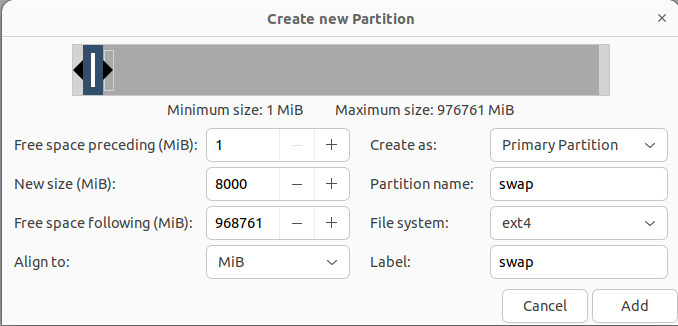 Create new Partition
Minimum size: 1 MiB Maximum size: 976761 MiB
Free space preceding (MiB): 1 Create as: Primary Partition
New size (MiB): 8000 Partition name: swap
Free space following (MiB): 968761 File system: ext4
Align to: MiB Label: swap
Cancel Add